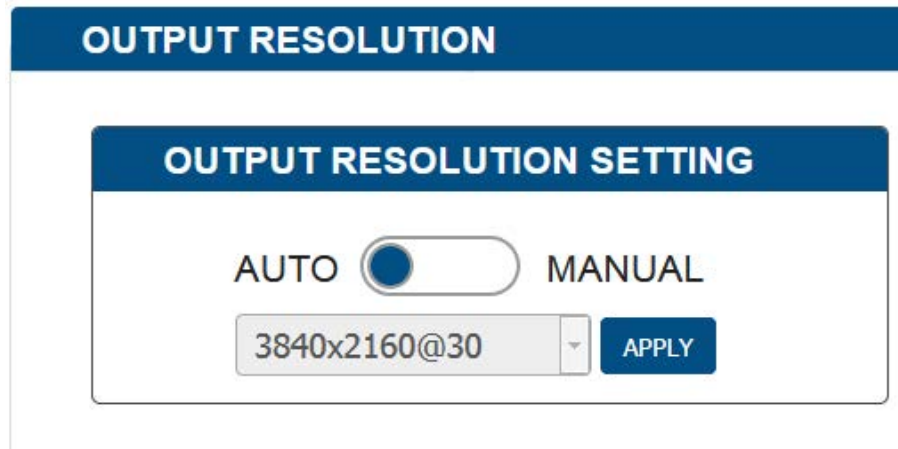 OUTPUT RESOLUTION
OUTPUT RESOLUTION SETTING
AUTO MANUAL
3840x2160@30 APPLY